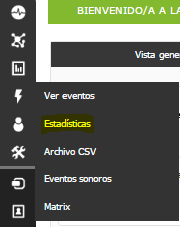 BIENVENIDO/A A LA
Vista gene
Ver eventos
Estadísticas
Archivo CSV
Eventos sonoros
Matrix